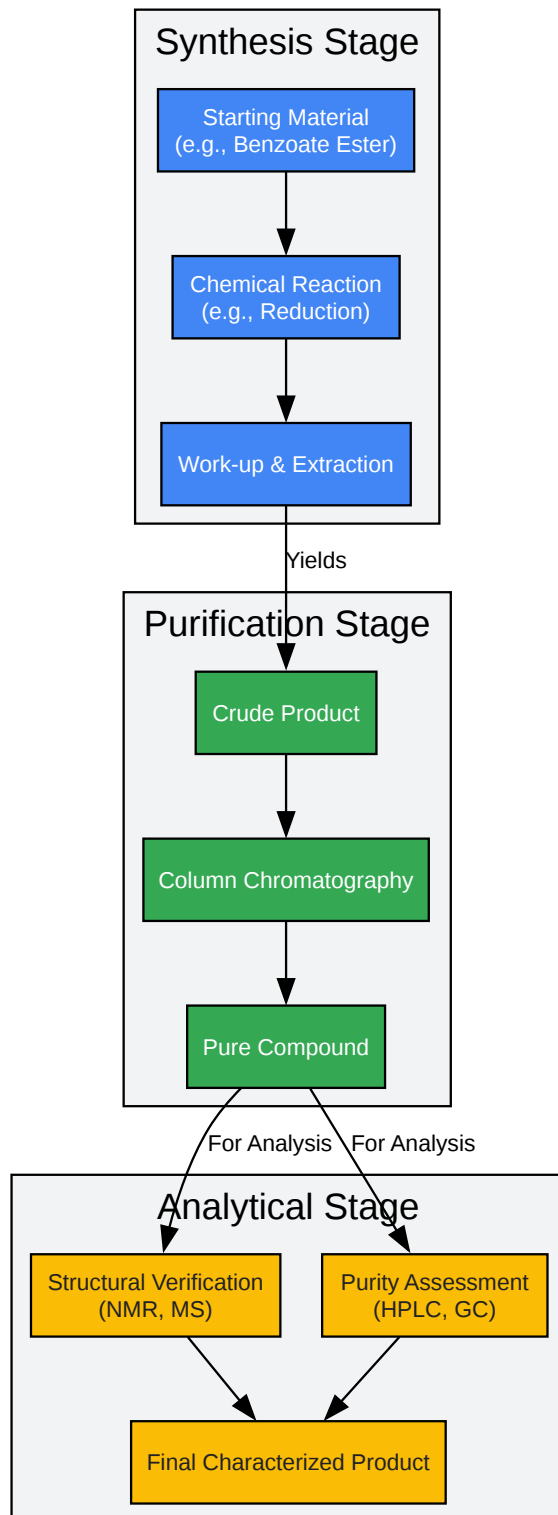 Synthesis Stage
Starting Material
(e.g., Benzoate Ester)
Chemical Reaction
(e.g., Reduction)
Work-up & Extraction
Yields
Purification Stage
Crude Product
Column Chromatography
Pure Compound
For Analysis
For Analysis
Analytical Stage
Structural Verification
(NMR, MS)
Purity Assessment
(HPLC, GC)
Final Characterized Product